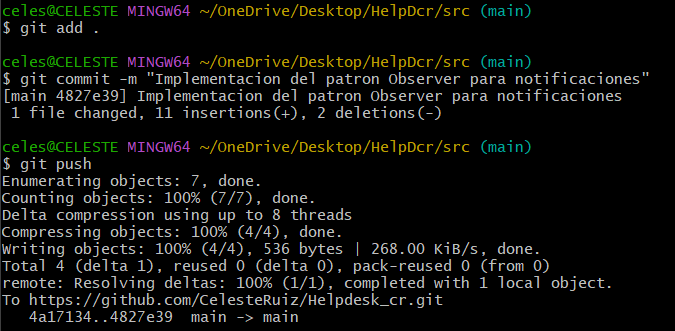 celes@CELESTE MINGW64 ~/OneDrive/Desktop/HelpDcr/src (main)
$ git add .
celes@CELESTE MINGW64 ~/OneDrive/Desktop/HelpDcr/src (main)
$ git commit -m "Implementacion del patron Observer para notificaciones"
[main 4827e39] Implementacion del patron Observer para notificaciones
 1 file changed, 11 insertions(+), 2 deletions(-)
celes@CELESTE MINGW64 ~/OneDrive/Desktop/HelpDcr/src (main)
$ git push
Enumerating objects: 7, done.
Counting objects: 100% (7/7), done.
Delta compression using up to 8 threads
Compressing objects: 100% (4/4), done.
Writing objects: 100% (4/4), 536 bytes | 268.00 KiB/s, done.
Total 4 (delta 1), reused 0 (delta 0), pack-reused 0 (from 0)
remote: Resolving deltas: 100% (1/1), completed with 1 local object.
To https://github.com/CelesteRuiz/Helpdesk_cr.git
   4a17134..4827e39  main -> main